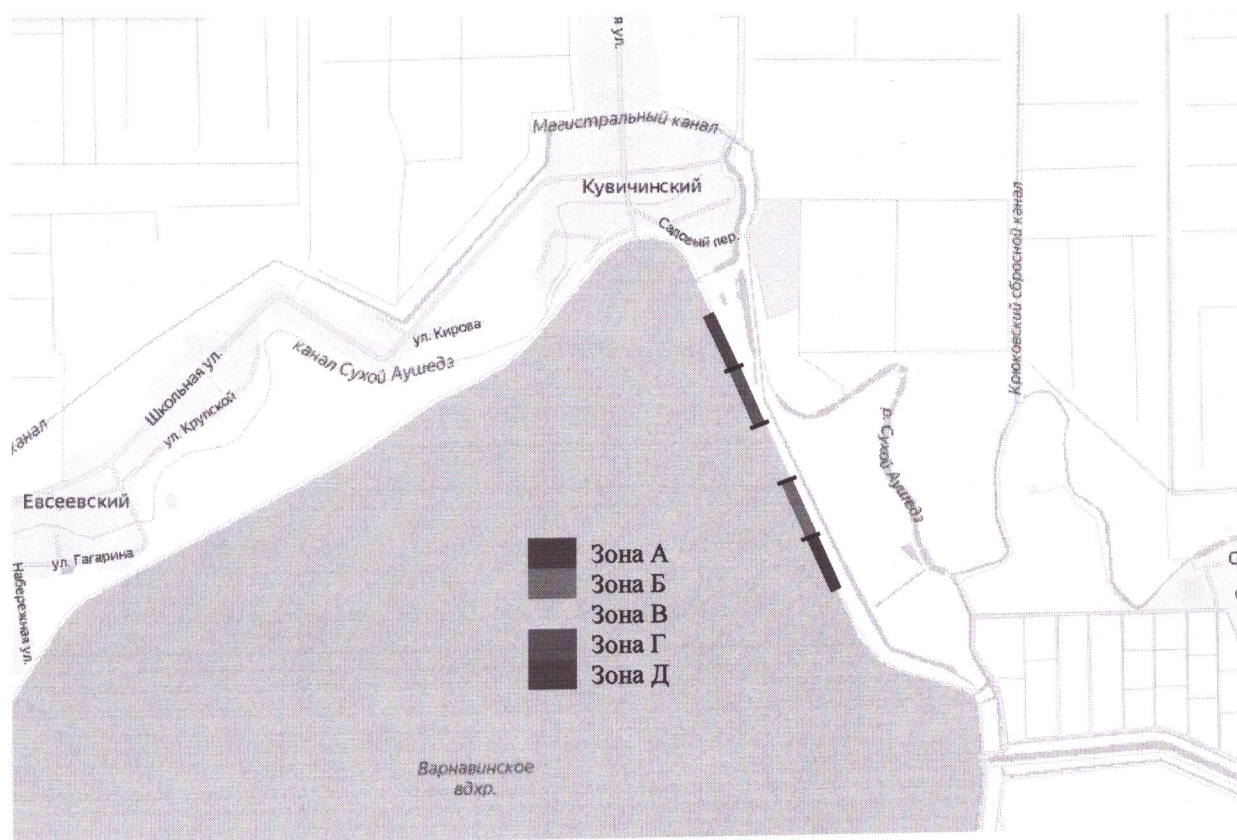 я ул.
Магистральный канал
Кувичинский
Садовый пер.
Крюковский сбросной канал
ул. Кирова
канал Сухой Аушедз
Школьная ул.
ул. Крупской
р. Сухой Аушедз
канал
Евсеевский
ул. Гагарина
Набережная ул.
Зона А
Зона Б
Зона В
Зона Г
Зона Д
Варнавинское
вдхр.